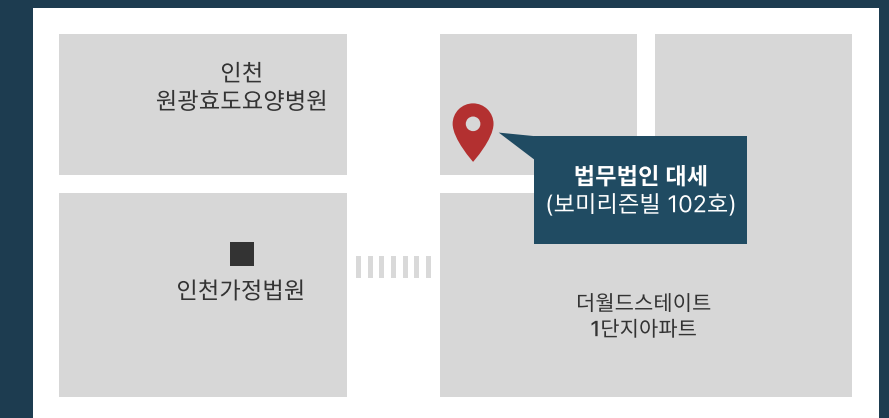 인천
원광효도요양병원
법무법인 대세
(보미리즌빌 102호)
인천가정법원
더월드스테이트
1단지아파트